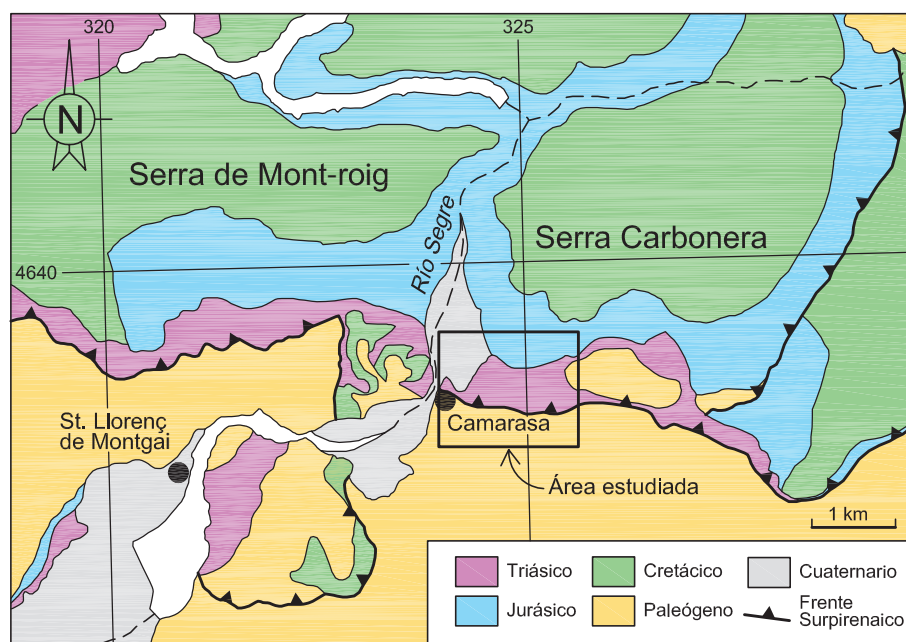 320
325
N
Serra de Mont-roig
Río Segre
Serra Carbonera
4640
St. Llorenç
de Montgai
Camarasa
Área estudiada
1 km
Triásico
Cretácico
Cuaternario
Jurásico
Paleógeno
Frente
Surpirenaico